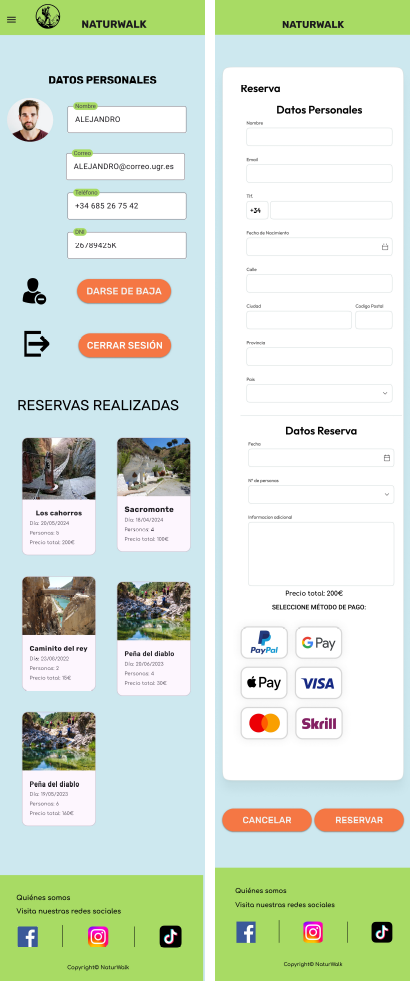 NATURWALK
DATOS PERSONALES
Nombre
ALEJANDRO
Correo
ALEJANDRO@correo.ugr.es
Teléfono
+34 685 26 75 42
DNI
26789425K
DARSE DE BAJA
CERRAR SESIÓN
RESERVAS REALIZADAS
Los cahorros
Día: 20/05/2024
Personas: 5
Precio total: 200€
Sacromonte
Día: 18/04/2024
Personas: 4
Precio total: 100€
Caminito del rey
Día: 23/00/2022
Personas: 2
Precio total: 15€
Peña del diablo
Día: 20/06/2023
Personas: 4
Precio total: 30€
Peña del diablo
Día: 19/05/2023
Personas: 6
Precio total: 160€
Quiénes somos
Visita nuestras redes sociales
Copyright© NaturWalk
NATURWALK
Reserva
Datos Personales
Nombre
Email
Tlf:
+34
Fecha de Nacimiento
Calle
Ciudad
Codigo Postal
Provincia
Pais
Datos Reserva
Fecha
Nº de personas
Informacion adicional
Precio total: 200€
SELECCIONE MÉTODO DE PAGO:
PayPal
G Pay
Pay
VISA
Skrill
CANCELAR
RESERVAR
Quiénes somos
Visita nuestras redes sociales
Copyright© NaturWalk